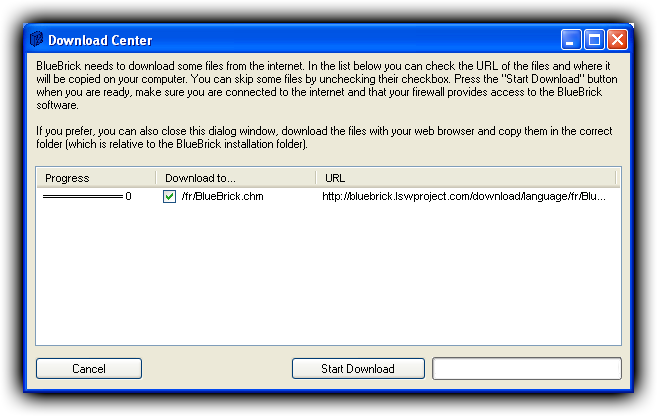 Download Center
BlueBrick needs to download some files from the internet. In the list below you can check the URL of the files and where it
will be copied on your computer. You can skip some files by unchecking their checkbox. Press the "Start Download" button
when you are ready, make sure you are connected to the internet and that your firewall provides access to the BlueBrick
software.
If you prefer, you can also close this dialog window, download the files with your web browser and copy them in the correct
folder (which is relative to the BlueBrick installation folder).
Progress Download to... URL
0 /fr/BlueBrick.chm http://bluebrick.lswproject.com/download/language/fr/Blu...
Cancel Start Download